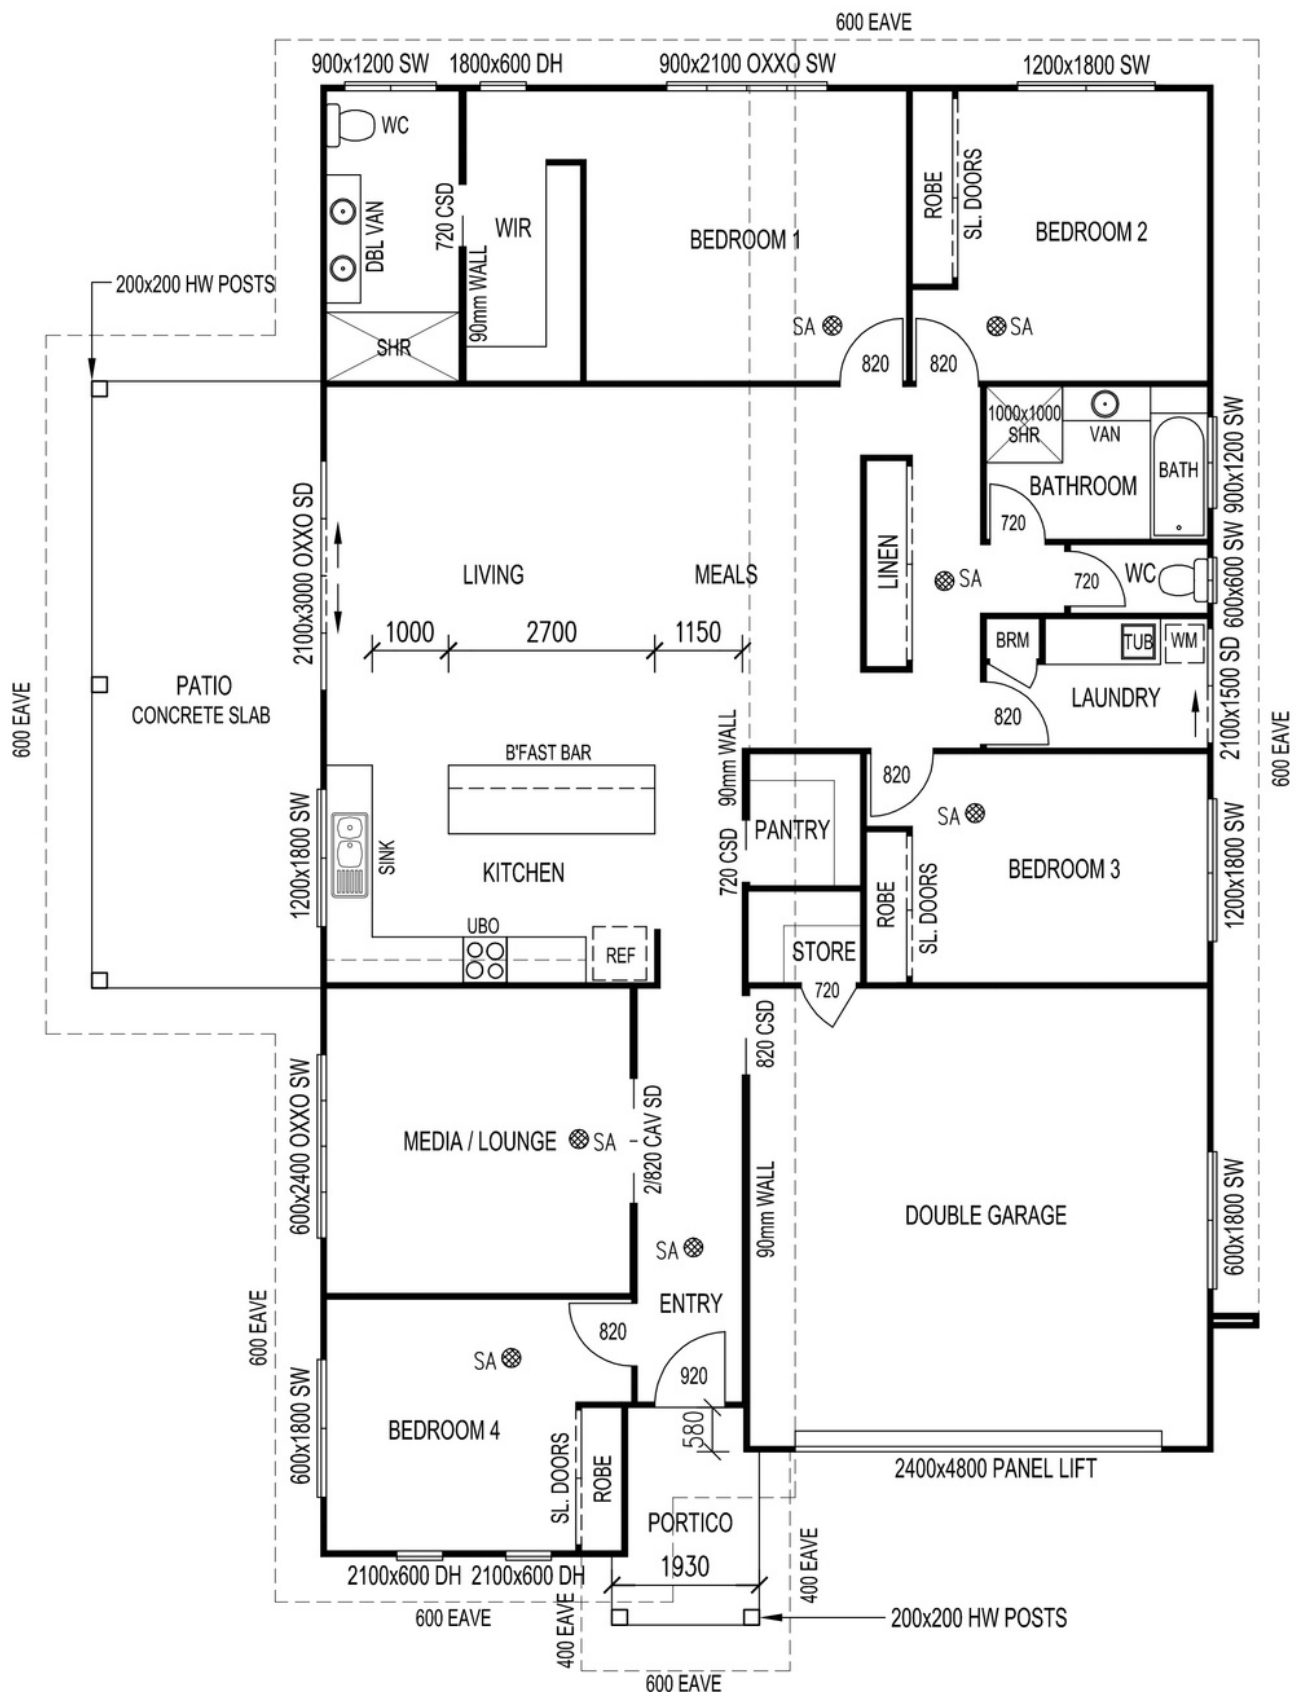 600 EAVE
900x1200 SW
1800x600 DH
900x2100 OXXO SW
1200x1800 SW
WC
DBL VAN
720 CSD
WIR
90mm WALL
BEDROOM 1
ROBE
SL. DOORS
BEDROOM 2
200x200 HW POSTS
SHR
SA
SA
820
820
1000x1000
SHR
VAN
BATH
BATHROOM
900x1200 SW
720
2100x3000 OXXO SD
LIVING
MEALS
LINEN
SA
720
WC
600x600 SW
1000
2700
1150
BRM
TUB
WM
LAUNDRY
820
2100x1500 SD
600 EAVE
PATIO
CONCRETE SLAB
600 EAVE
B'FAST BAR
90mm WALL
820
SA
PANTRY
720 CSD
1200x1800 SW
SINK
KITCHEN
BEDROOM 3
1200x1800 SW
ROBE
SL. DOORS
UBO
REF
STORE
720
820 CSD
600x2400 OXXO SW
MEDIA / LOUNGE
SA
2/820 CAV SD
90mm WALL
DOUBLE GARAGE
600x1800 SW
SA
ENTRY
600 EAVE
820
SA
920
600x1800 SW
BEDROOM 4
580
SL. DOORS
ROBE
2400x4800 PANEL LIFT
PORTICO
400 EAVE
2100x600 DH
2100x600 DH
1930
600 EAVE
400 EAVE
200x200 HW POSTS
600 EAVE